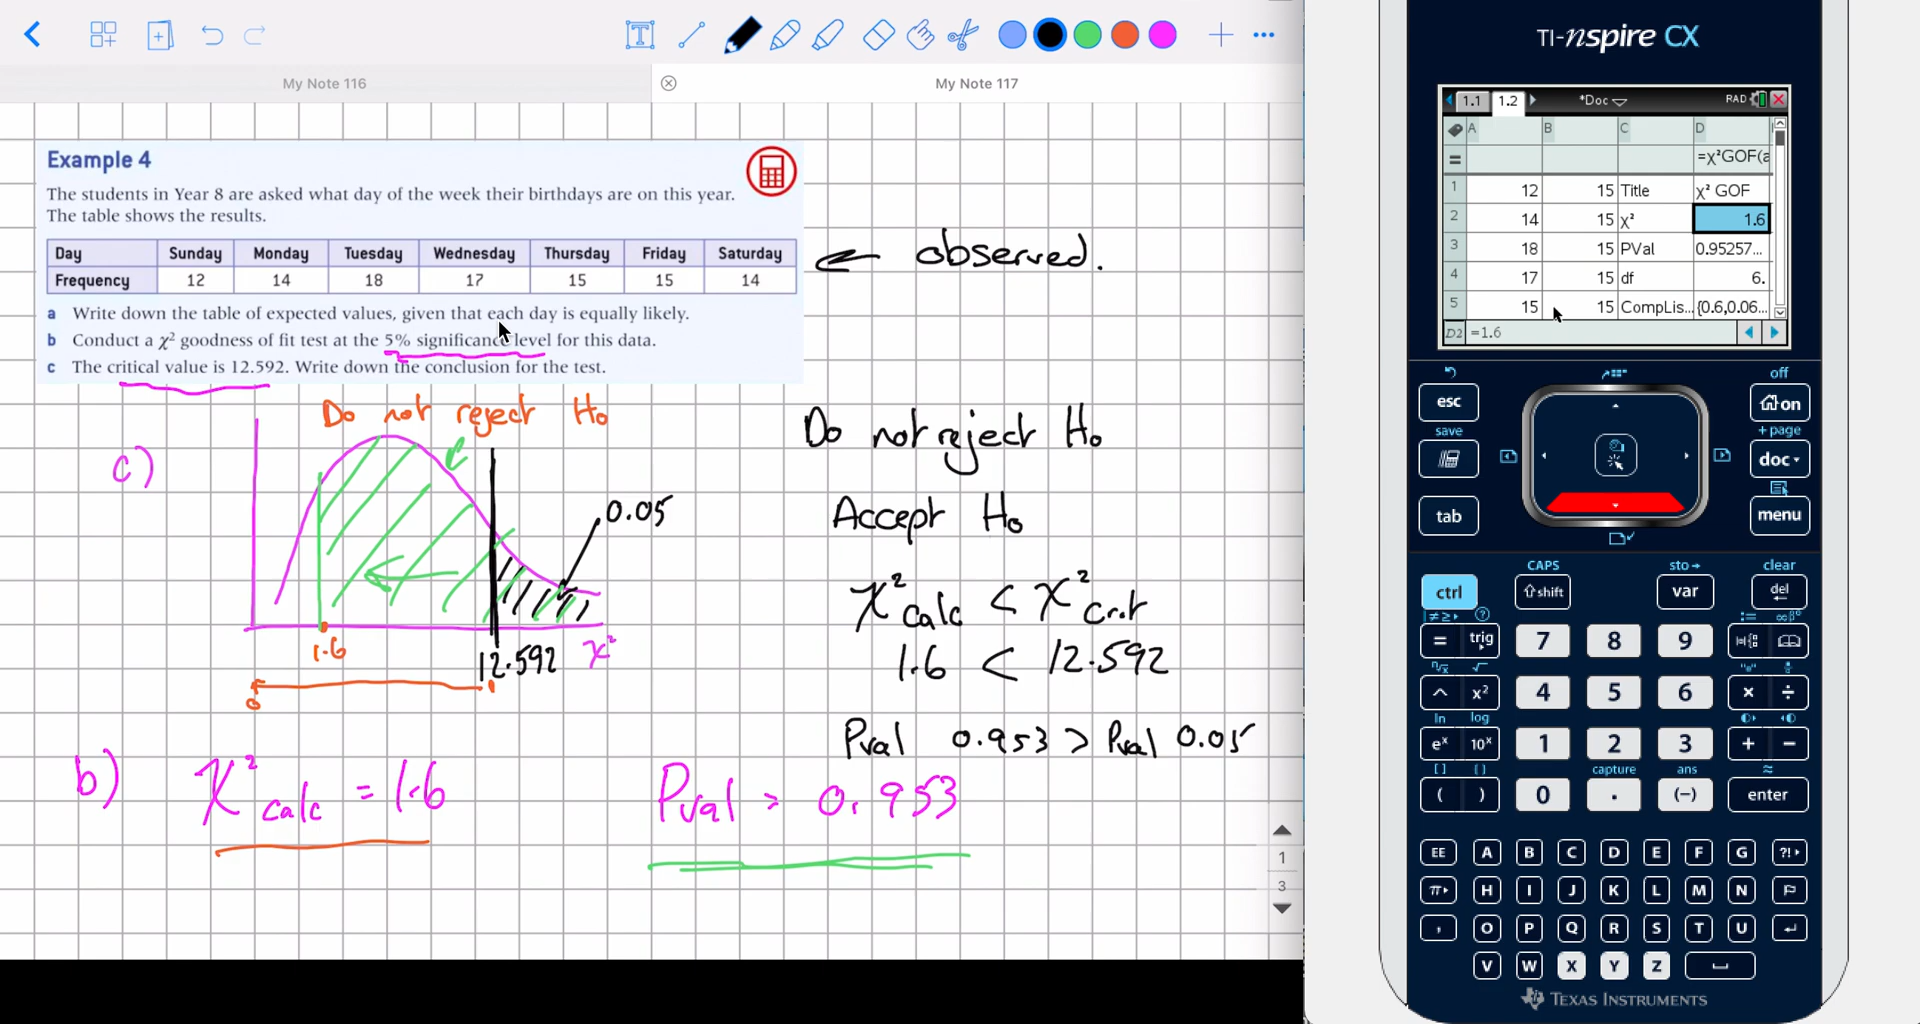 My Note 116
My Note 117
Example 4
The students in Year 8 are asked what day of the week their birthdays are on this year.
The table shows the results.
Day Sunday Monday Tuesday Wednesday Thursday Friday Saturday
Frequency 12 14 18 17 15 15 14
a Write down the table of expected values, given that each day is equally likely.
b Conduct a χ² goodness of fit test at the 5% significance level for this data.
c The critical value is 12.592. Write down the conclusion for the test.
observed.
Do not reject H₀
c)
0.05
1.6
12.592
χ²
0
Do not reject H₀
Accept H₀
χ²calc < χ²crit
1.6 < 12.592
Pval 0.953 > Pval 0.05
b) χ²calc = 1.6
Pval = 0.953
1
3
TI-nspire CX
1.1 1.2 *Doc RAD
A B C D
= =χ²GOF(a
1 12 15 Title χ² GOF
2 14 15 χ² 1.6
3 18 15 PVal 0.95257...
4 17 15 df 6.
5 15 15 CompLis... {0.6,0.06...
D2 =1.6
esc
off
on
save
+page
doc
tab
menu
CAPS sto→ clear
ctrl shift var del
= trig 7 8 9
√
^ x² 4 5 6 × ÷
ln log
eˣ 10ˣ 1 2 3 + −
[] {} capture ans ≈
( ) 0 . (−) enter
EE A B C D E F G ?!
π H I J K L M N
, O P Q R S T U
V W X Y Z
TEXAS INSTRUMENTS